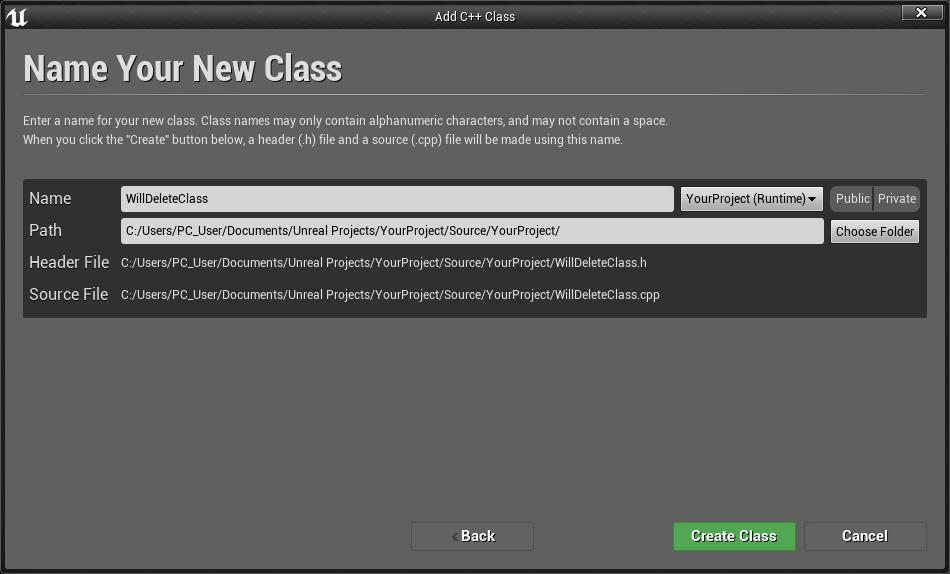 Add C++ Class
Name Your New Class
Enter a name for your new class. Class names may only contain alphanumeric characters, and may not contain a space.
When you click the "Create" button below, a header (.h) file and a source (.cpp) file will be made using this name.
Name WillDeleteClass YourProject (Runtime) Public Private
Path C:/Users/PC_User/Documents/Unreal Projects/YourProject/Source/YourProject/ Choose Folder
Header File C:/Users/PC_User/Documents/Unreal Projects/YourProject/Source/YourProject/WillDeleteClass.h
Source File C:/Users/PC_User/Documents/Unreal Projects/YourProject/Source/YourProject/WillDeleteClass.cpp
Back Create Class Cancel